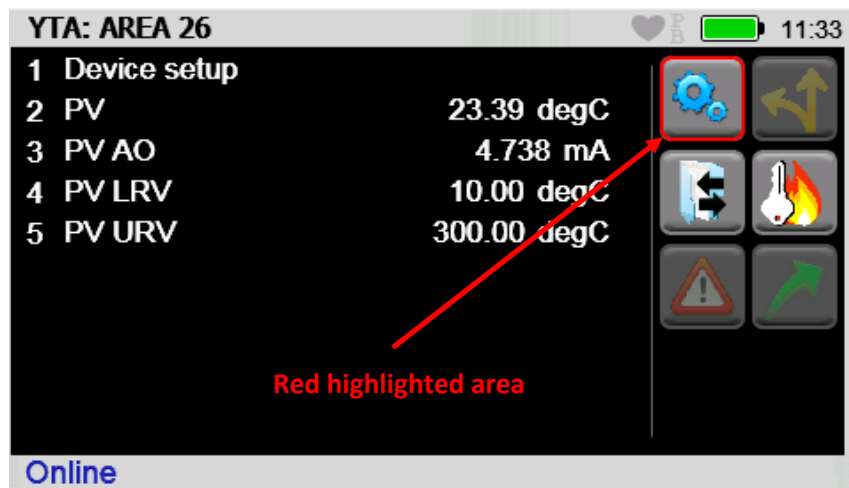 YTA: AREA 26 PB 11:33
1 Device setup
2 PV 23.39 degC
3 PV AO 4.738 mA
4 PV LRV 10.00 degC
5 PV URV 300.00 degC
Red highlighted area
Online